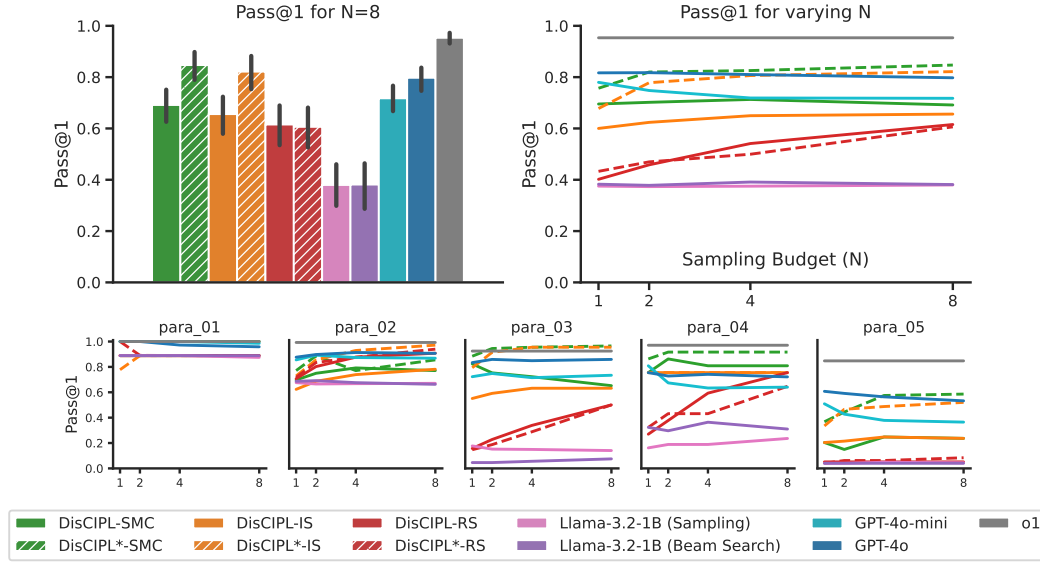 Pass@1 for N=8
Pass@1
1.0
0.8
0.6
0.4
0.2
0.0
Pass@1 for varying N
Pass@1
1.0
0.8
0.6
0.4
0.2
0.0
Sampling Budget (N)
1 2 4 8
para_01
Pass@1
1.0
0.8
0.6
0.4
0.2
0.0
1 2 4 8
para_02
1 2 4 8
para_03
1 2 4 8
para_04
1 2 4 8
para_05
1 2 4 8
DisCIPL-SMC DisCIPL-IS DisCIPL-RS Llama-3.2-1B (Sampling) GPT-4o-mini o1
DisCIPL*-SMC DisCIPL*-IS DisCIPL*-RS Llama-3.2-1B (Beam Search) GPT-4o